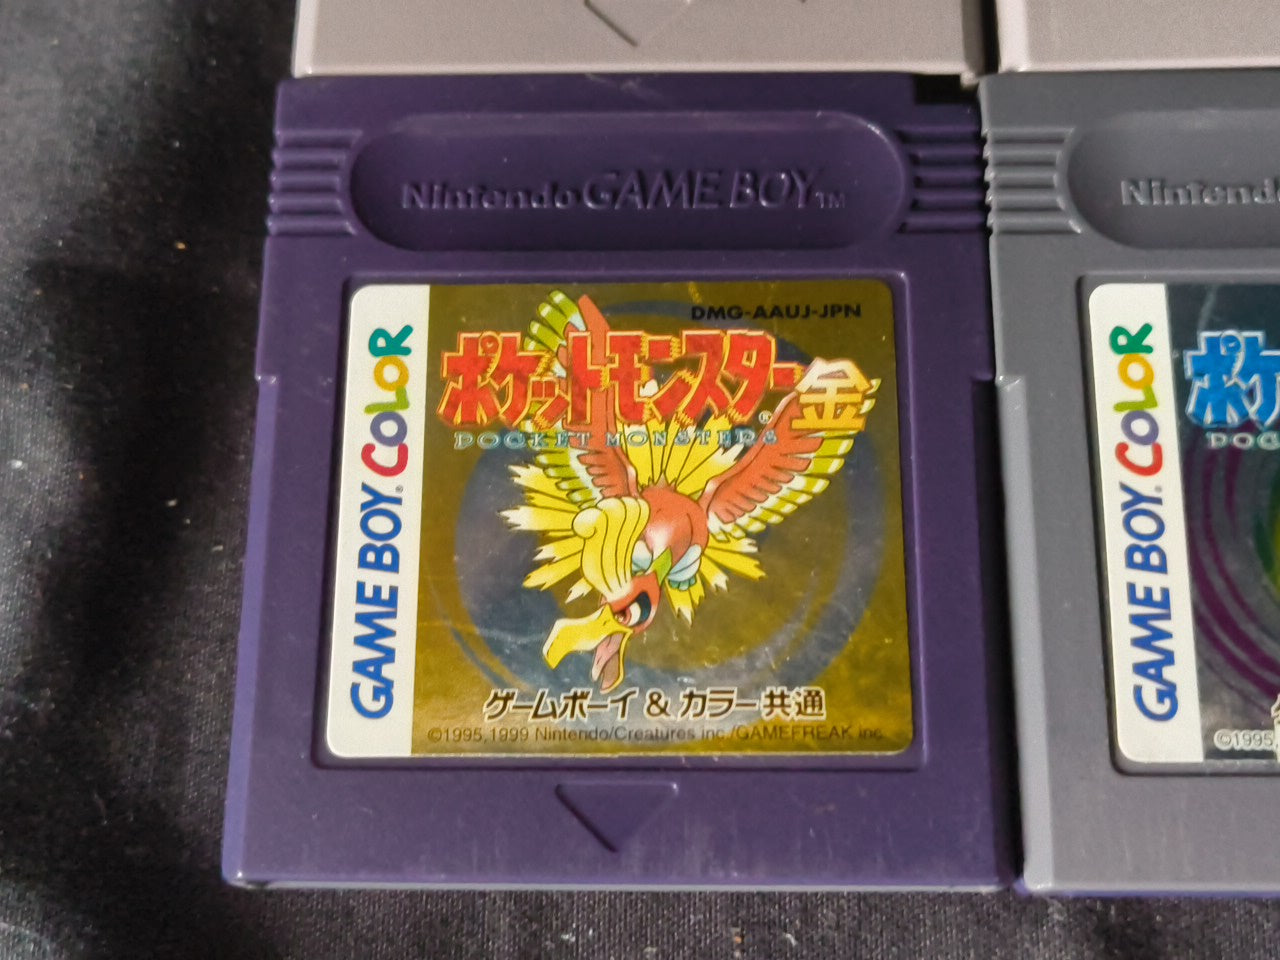 Nintendo GAME BOY™
DMG-AAUJ-JPN
ポケットモンスター®金
POCKET MONSTERS
GAME BOY® COLOR
ゲームボーイ & カラー共通
©1995,1999 Nintendo/Creatures inc./GAMEFREAK inc.
Nintend
ポケ
POC
GAME BOY® COLOR
©1995,